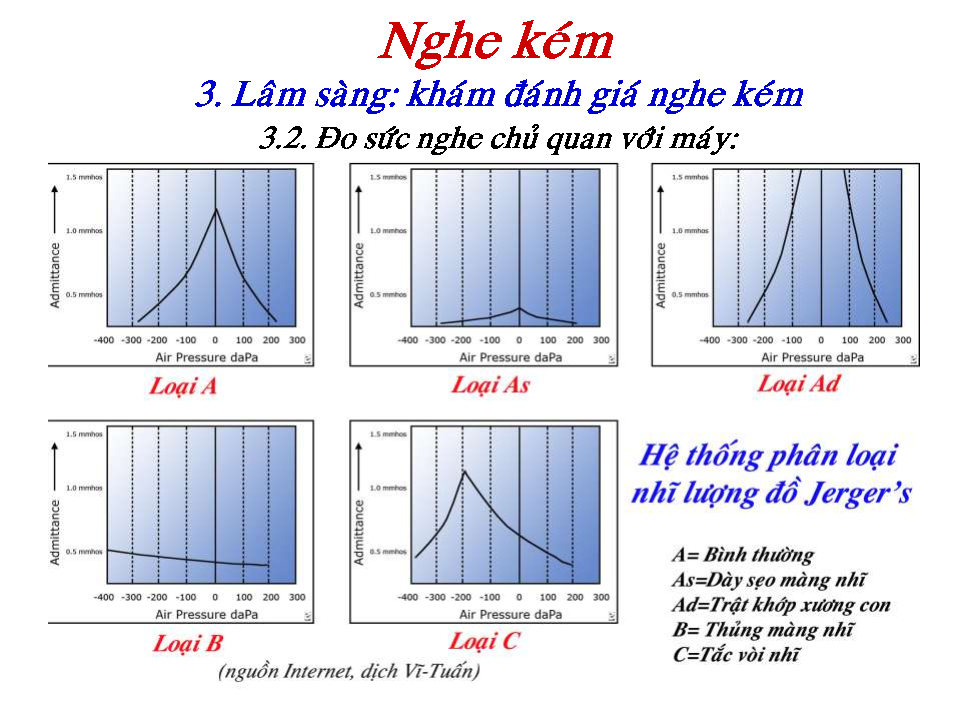 Nghe kém
3. Lâm sàng: khám đánh giá nghe kém
3.2. Đo sức nghe chủ quan với máy:
1.5 mmhos
1.0 mmhos
0.5 mmhos
Admittance
-400 -300 -200 -100 0 100 200 300
Air Pressure daPa
Loại A
1.5 mmhos
1.0 mmhos
0.5 mmhos
Admittance
-400 -300 -200 -100 0 100 200 300
Air Pressure daPa
Loại As
1.5 mmhos
1.0 mmhos
0.5 mmhos
Admittance
-400 -300 -200 -100 0 100 200 300
Air Pressure daPa
Loại Ad
1.5 mmhos
1.0 mmhos
0.5 mmhos
Admittance
-400 -300 -200 -100 0 100 200 300
Air Pressure daPa
Loại B
1.5 mmhos
1.0 mmhos
0.5 mmhos
Admittance
-400 -300 -200 -100 0 100 200 300
Air Pressure daPa
Loại C
Hệ thống phân loại
nhĩ lượng đồ Jerger's
A= Bình thường
As=Dày sẹo màng nhĩ
Ad=Trật khớp xương con
B= Thủng màng nhĩ
C=Tắc vòi nhĩ
(nguồn Internet, dịch Vĩ-Tuấn)